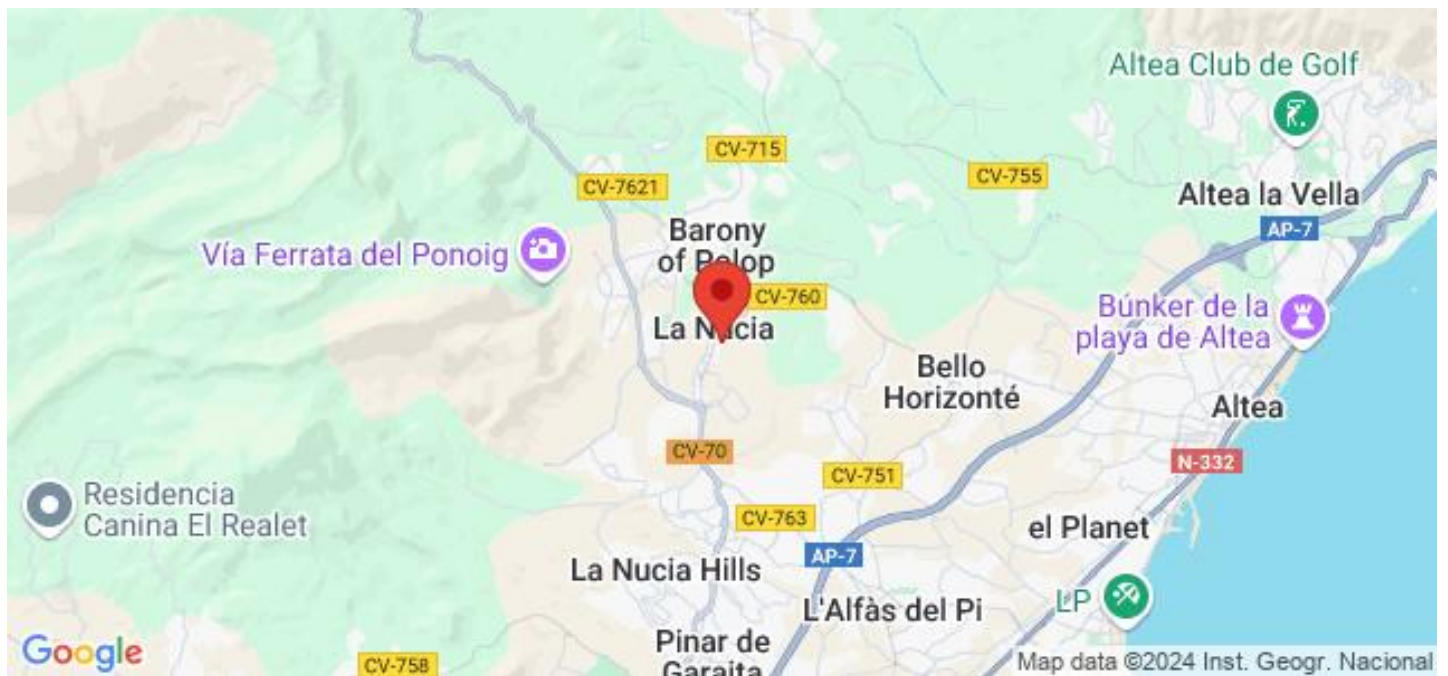 Altea Club de Golf
CV-715
CV-755
CV-7621
Altea la Vella
AP-7
Barony
of Polop
Vía Ferrata del Ponoig
CV-760
Búnker de la
playa de Altea
La Nucia
Bello
Horizonté
Altea
CV-70
N-332
CV-751
Residencia
Canina El Realet
CV-763
el Planet
AP-7
La Nucia Hills
LP
L'Alfàs del Pi
Pinar de
Garaita
Google
CV-758
Map data ©2024 Inst. Geogr. Nacional